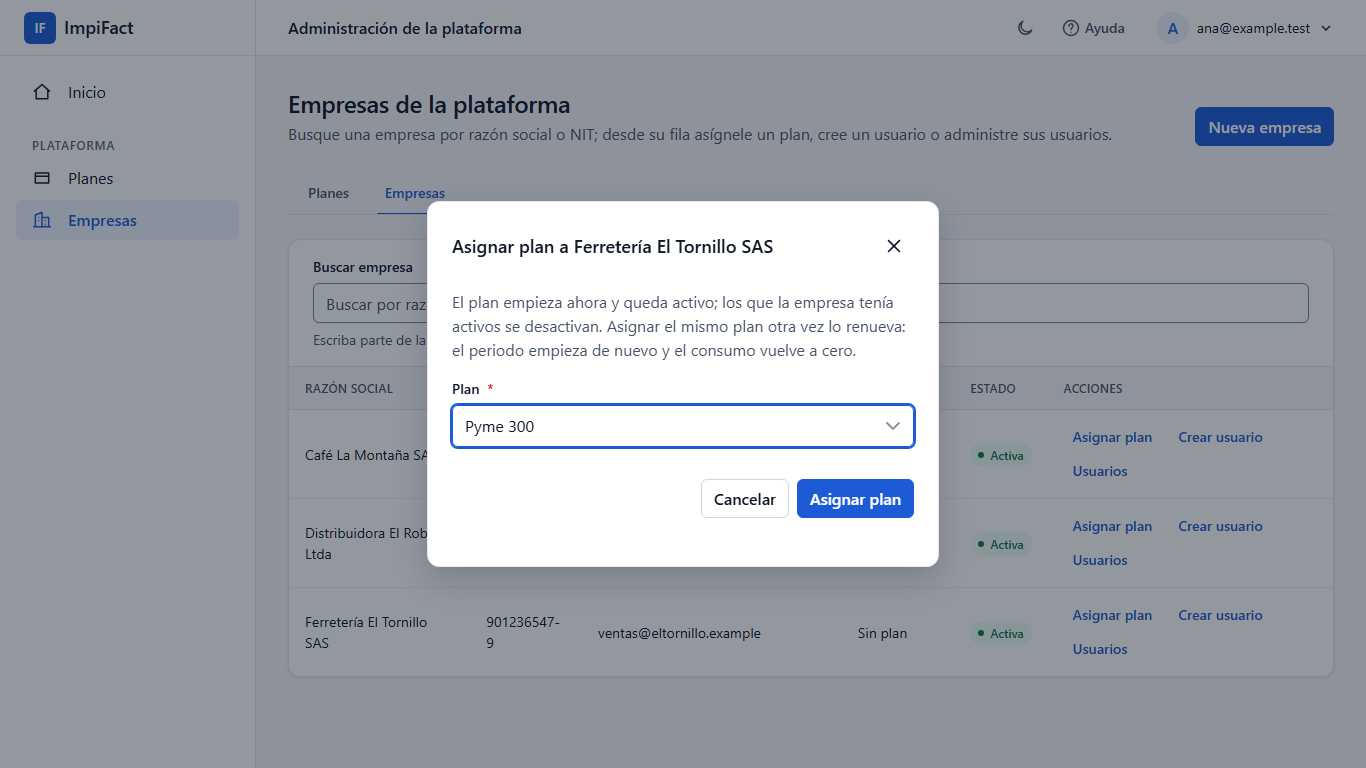 IF ImpiFact
Administración de la plataforma
Ayuda
A ana@example.test
Inicio
PLATAFORMA
Planes
Empresas
Empresas de la plataforma
Busque una empresa por razón social o NIT; desde su fila asígnele un plan, cree un usuario o administre sus usuarios.
Nueva empresa
Planes
Empresas
Buscar empresa
Buscar por raz
Escriba parte de la
Asignar plan a Ferretería El Tornillo SAS
El plan empieza ahora y queda activo; los que la empresa tenía
activos se desactivan. Asignar el mismo plan otra vez lo renueva:
el periodo empieza de nuevo y el consumo vuelve a cero.
Plan *
Pyme 300
Cancelar
Asignar plan
RAZÓN SOCIAL
ESTADO
ACCIONES
Café La Montaña SA
Activa
Asignar plan
Crear usuario
Usuarios
Distribuidora El Rob
Ltda
Activa
Asignar plan
Crear usuario
Usuarios
Ferretería El Tornillo
SAS
901236547-
9
ventas@eltornillo.example
Sin plan
Activa
Asignar plan
Crear usuario
Usuarios